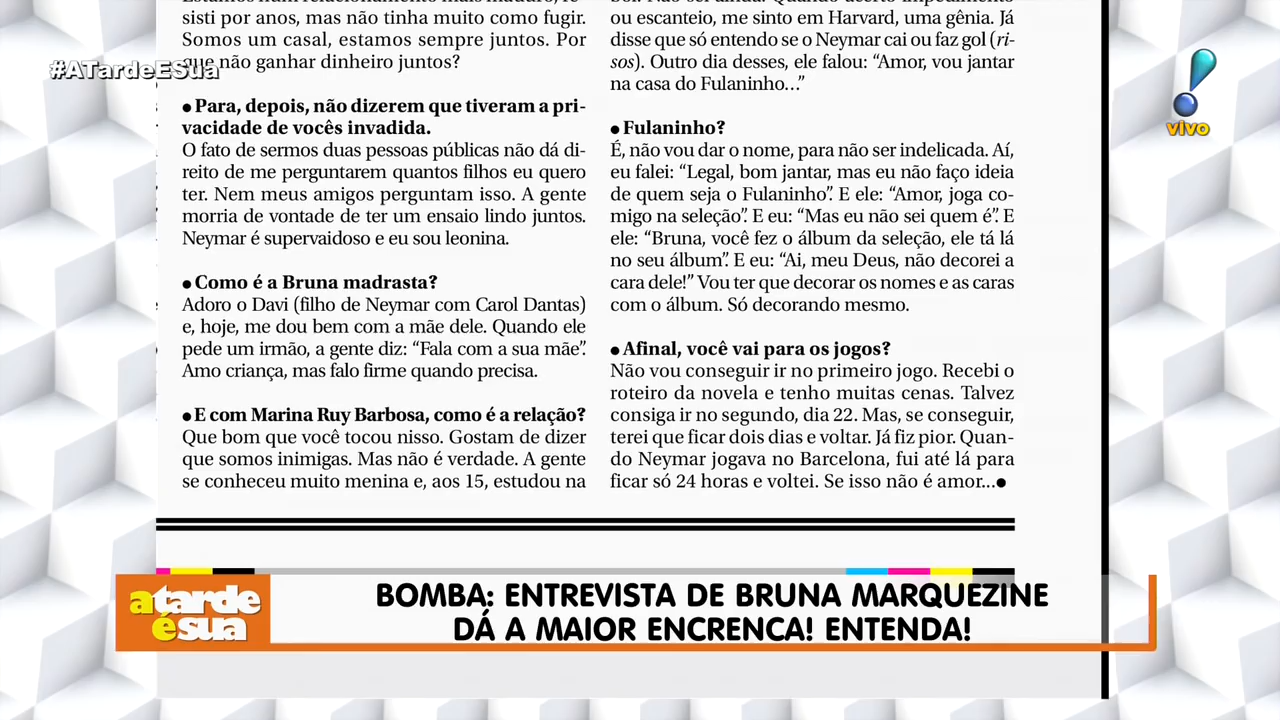 #ATardeESua
sisti por anos, mas não tinha muito como fugir.
Somos um casal, estamos sempre juntos. Por
que não ganhar dinheiro juntos?
● Para, depois, não dizerem que tiveram a pri-
vacidade de vocês invadida.
O fato de sermos duas pessoas públicas não dá di-
reito de me perguntarem quantos filhos eu quero
ter. Nem meus amigos perguntam isso. A gente
morria de vontade de ter um ensaio lindo juntos.
Neymar é supervaidoso e eu sou leonina.
● Como é a Bruna madrasta?
Adoro o Davi (filho de Neymar com Carol Dantas)
e, hoje, me dou bem com a mãe dele. Quando ele
pede um irmão, a gente diz: “Fala com a sua mãe”.
Amo criança, mas falo firme quando precisa.
● E com Marina Ruy Barbosa, como é a relação?
Que bom que você tocou nisso. Gostam de dizer
que somos inimigas. Mas não é verdade. A gente
se conheceu muito menina e, aos 15, estudou na
ou escanteio, me sinto em Harvard, uma gênia. Já
disse que só entendo se o Neymar cai ou faz gol (ri-
sos). Outro dia desses, ele falou: “Amor, vou jantar
na casa do Fulaninho...”
● Fulaninho?
É, não vou dar o nome, para não ser indelicada. Aí,
eu falei: “Legal, bom jantar, mas eu não faço ideia
de quem seja o Fulaninho”. E ele: “Amor, joga co-
migo na seleção”. E eu: “Mas eu não sei quem é”. E
ele: “Bruna, você fez o álbum da seleção, ele tá lá
no seu álbum”. E eu: “Ai, meu Deus, não decorei a
cara dele!” Vou ter que decorar os nomes e as caras
com o álbum. Só decorando mesmo.
● Afinal, você vai para os jogos?
Não vou conseguir ir no primeiro jogo. Recebi o
roteiro da novela e tenho muitas cenas. Talvez
consiga ir no segundo, dia 22. Mas, se conseguir,
terei que ficar dois dias e voltar. Já fiz pior. Quan-
do Neymar jogava no Barcelona, fui até lá para
ficar só 24 horas e voltei. Se isso não é amor...●
vivo
a tarde
é sua
BOMBA: ENTREVISTA DE BRUNA MARQUEZINE
DÁ A MAIOR ENCRENCA! ENTENDA!